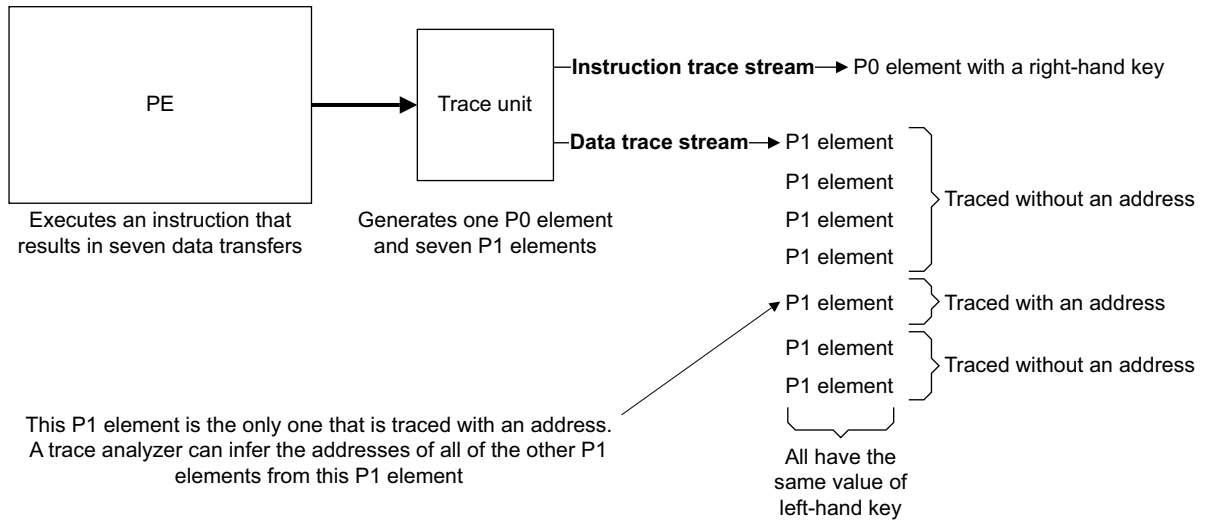 PE
Trace unit
Instruction trace stream
P0 element with a right-hand key
Data trace stream
P1 element
P1 element
P1 element
P1 element
Traced without an address
P1 element
Traced with an address
P1 element
P1 element
Traced without an address
Executes an instruction that
results in seven data transfers
Generates one P0 element
and seven P1 elements
This P1 element is the only one that is traced with an address.
A trace analyzer can infer the addresses of all of the other P1
elements from this P1 element
All have the
same value of
left-hand key